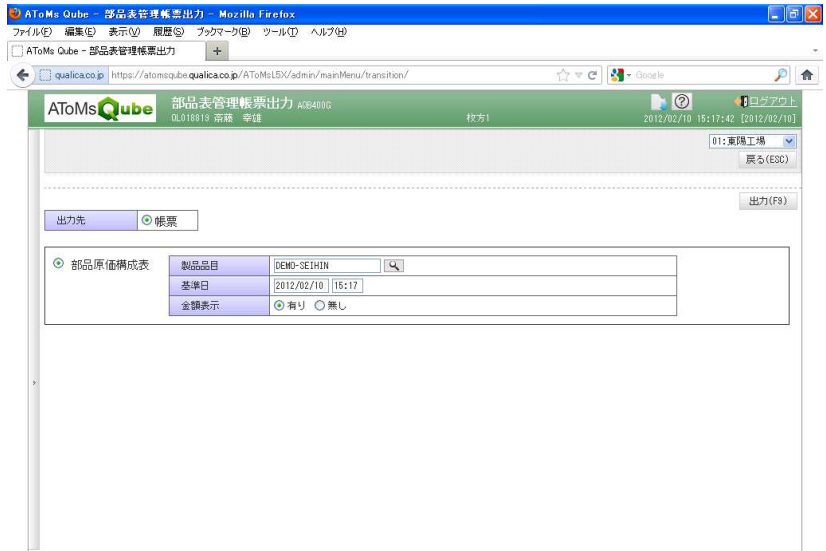 AToMs Qube - 部品表管理帳票出力 - Mozilla Firefox
ファイル(F) 編集(E) 表示(V) 履歴(S) ブックマーク(B) ツール(T) ヘルプ(H)
AToMs Qube - 部品表管理帳票出力 +
qualica.co.jp https://atomsqube.qualica.co.jp/AToMsL5X/admin/mainMenu/transition/ Google
AToMs Qube 部品表管理帳票出力 AOB400G ログアウト
QL018819 斎藤 幸雄 枚方1 2012/02/10 15:17:42 [2012/02/10]
01:東陽工場
戻る(ESC)
出力(F9)
出力先 帳票
部品原価構成表 製品品目 DEMO-SEIHIN
基準日 2012/02/10 15:17
金額表示 有り 無し